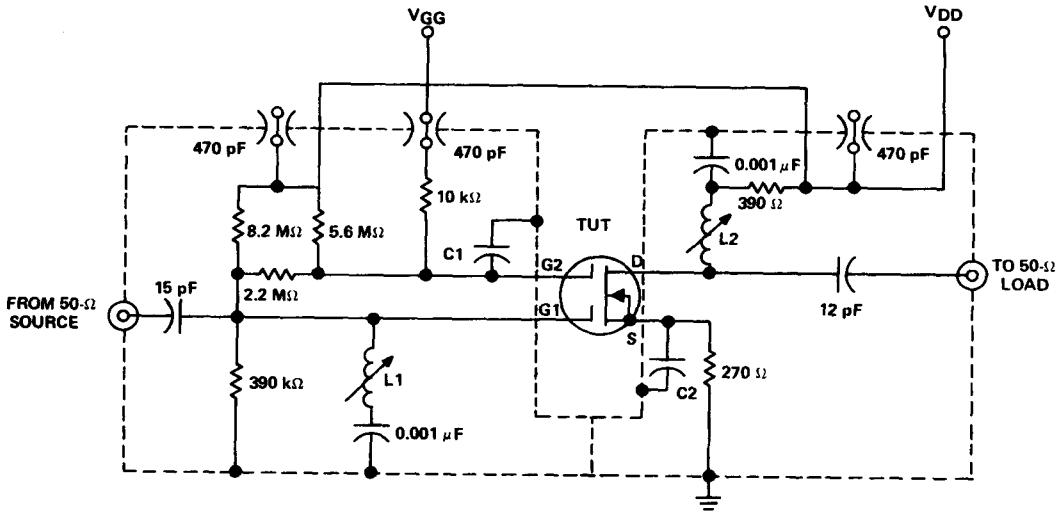 VGG
VDD
470 pF
470 pF
0.001 µF
470 pF
10 kΩ
390 Ω
8.2 MΩ
5.6 MΩ
C1
TUT
L2
G2
D
2.2 MΩ
15 pF
FROM 50-Ω
SOURCE
G1
S
12 pF
TO 50-Ω
LOAD
390 kΩ
L1
C2
270 Ω
0.001 µF